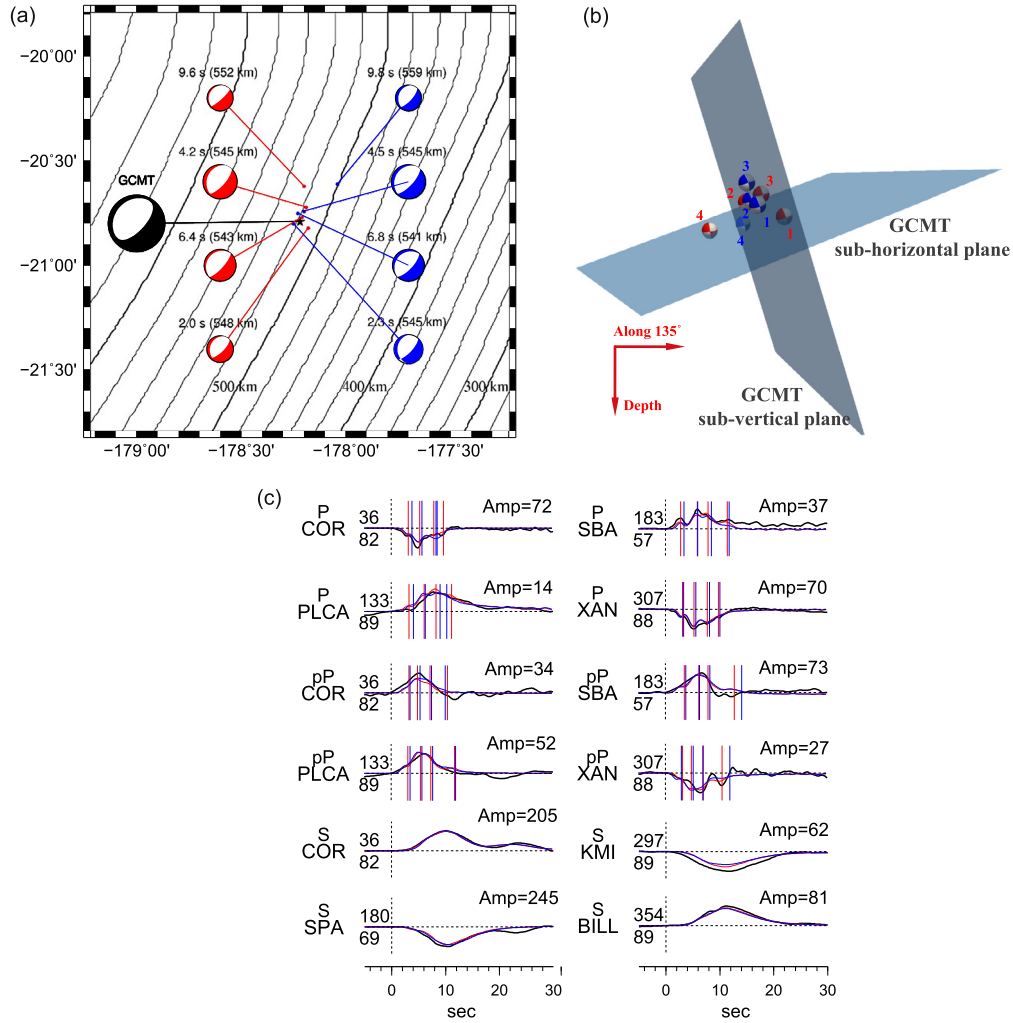 (a)
−20°00'
−20°30'
−21°00'
−21°30'
−179°00'
−178°30'
−178°00'
−177°30'
9.6 s (552 km)
9.8 s (559 km)
4.2 s (545 km)
4.5 s (545 km)
GCMT
6.4 s (543 km)
6.8 s (541 km)
2.0 s (548 km)
2.3 s (545 km)
500 km
400 km
300 km
(b)
3
3
2
2
1
1
4
4
GCMT
sub-horizontal plane
Along 135°
Depth
GCMT
sub-vertical plane
(c)
P
COR
36
82
Amp=72
P
SBA
183
57
Amp=37
P
PLCA
133
89
Amp=14
P
XAN
307
88
Amp=70
pP
COR
36
82
Amp=34
pP
SBA
183
57
Amp=73
pP
PLCA
133
89
Amp=52
pP
XAN
307
88
Amp=27
S
COR
36
82
Amp=205
S
KMI
297
89
Amp=62
S
SPA
180
69
Amp=245
S
BILL
354
89
Amp=81
0 10 20 30
sec
0 10 20 30
sec